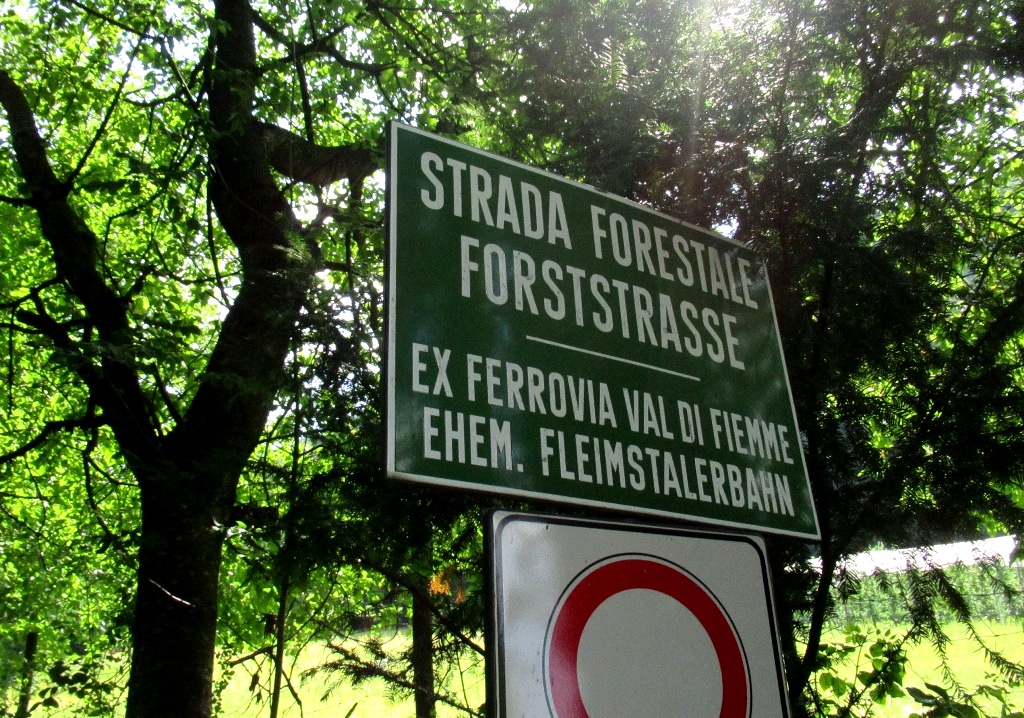 STRADA FORESTALE
FORSTSTRASSE
EX FERROVIA VAL DI FIEMME
EHEM. FLEIMSTALERBAHN